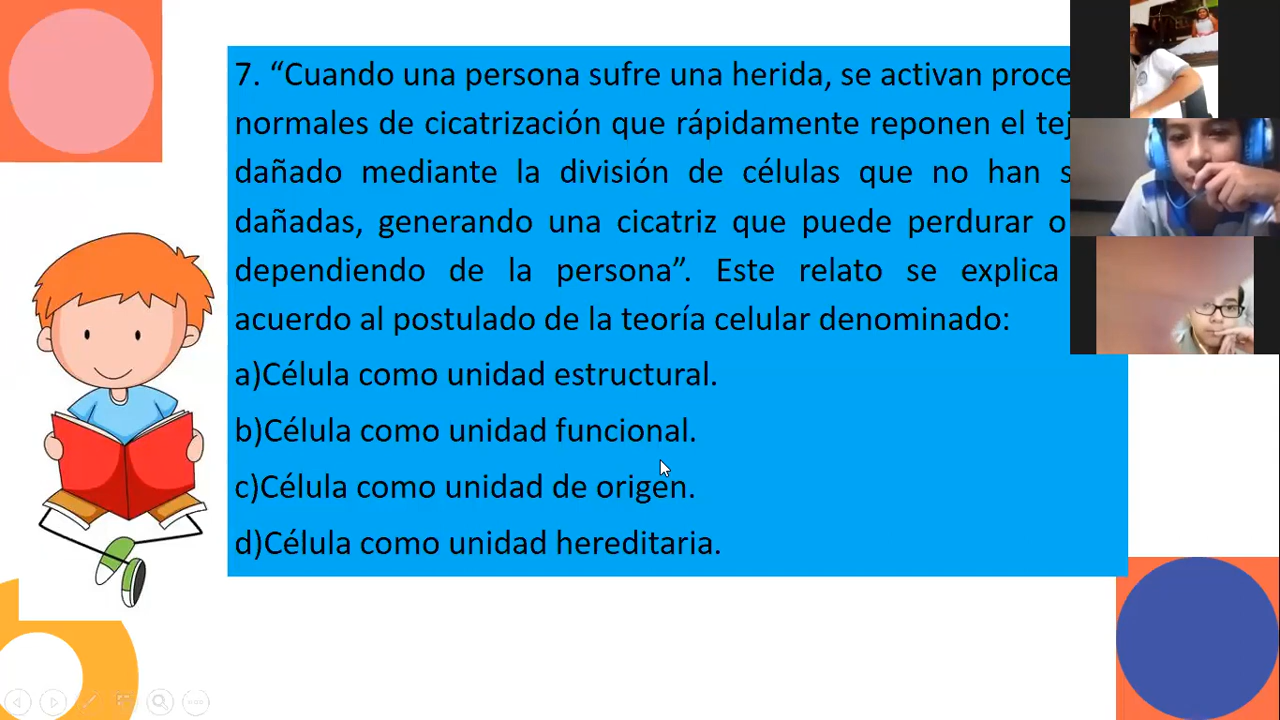 7. “Cuando una persona sufre una herida, se activan
normales de cicatrización que rápidamente reponen el
dañado mediante la división de células que no han
dañadas, generando una cicatriz que puede perdurar o
dependiendo de la persona”. Este relato se explica
acuerdo al postulado de la teoría celular denominado:
a)Célula como unidad estructural.
b)Célula como unidad funcional.
c)Célula como unidad de origen.
d)Célula como unidad hereditaria.